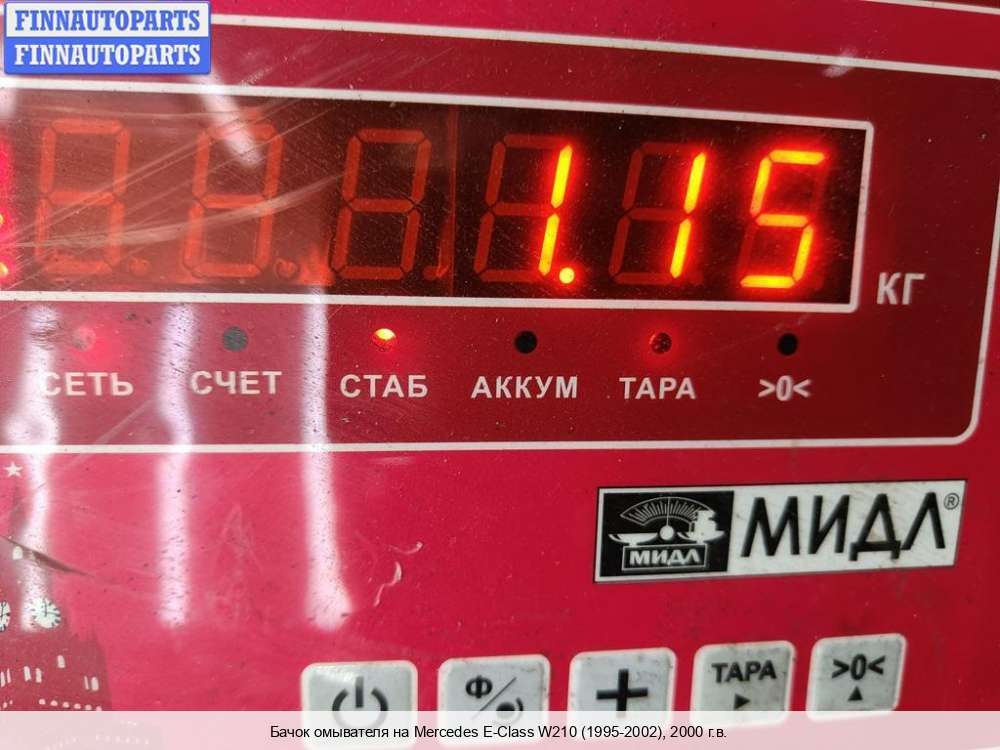 FINNAUTOPARTS
FINNAUTOPARTS
1.15
КГ
СЕТЬ СЧЕТ СТАБ АККУМ ТАРА >0<
МИДЛ МИДЛ®
Ф ТАРА >0<
Бачок омывателя на Mercedes E-Class W210 (1995-2002), 2000 г.в.